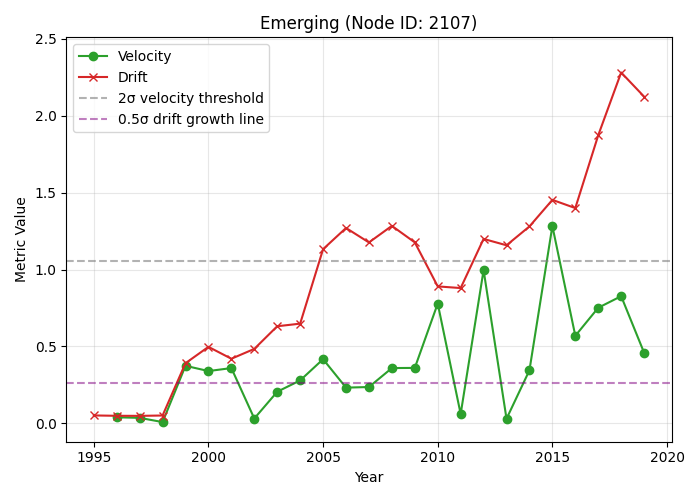 Emerging (Node ID: 2107)
Velocity
Drift
2σ velocity threshold
0.5σ drift growth line
2.5
2.0
1.5
1.0
0.5
0.0
Metric Value
1995
2000
2005
2010
2015
2020
Year